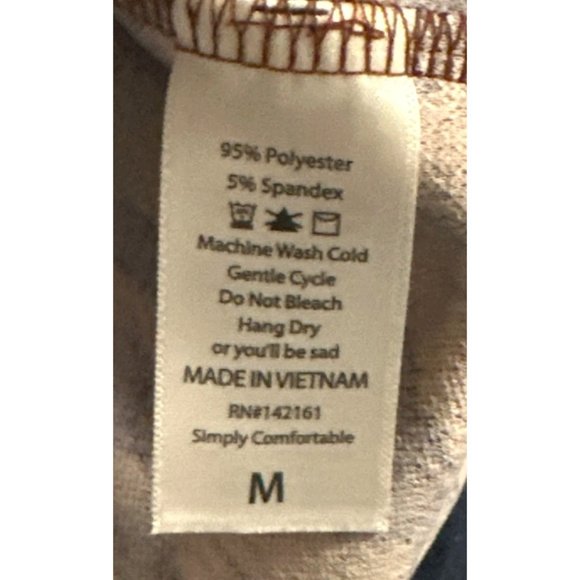 95% Polyester
5% Spandex
Machine Wash Cold
Gentle Cycle
Do Not Bleach
Hang Dry
or you'll be sad
MADE IN VIETNAM
RN#142161
Simply Comfortable
M